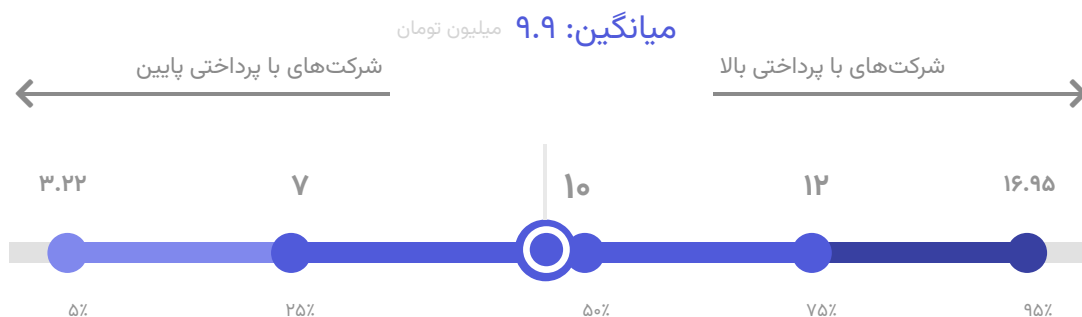 میانگین: ۹.۹ میلیون تومان
شرکت‌های با پرداختی بالا
شرکت‌های با پرداختی پایین
۳.۲۲ ۷ ۱۰ ۱۲ ۱۶.۹۵
۵٪ ۲۵٪ ۵۰٪ ۷۵٪ ۹۵٪